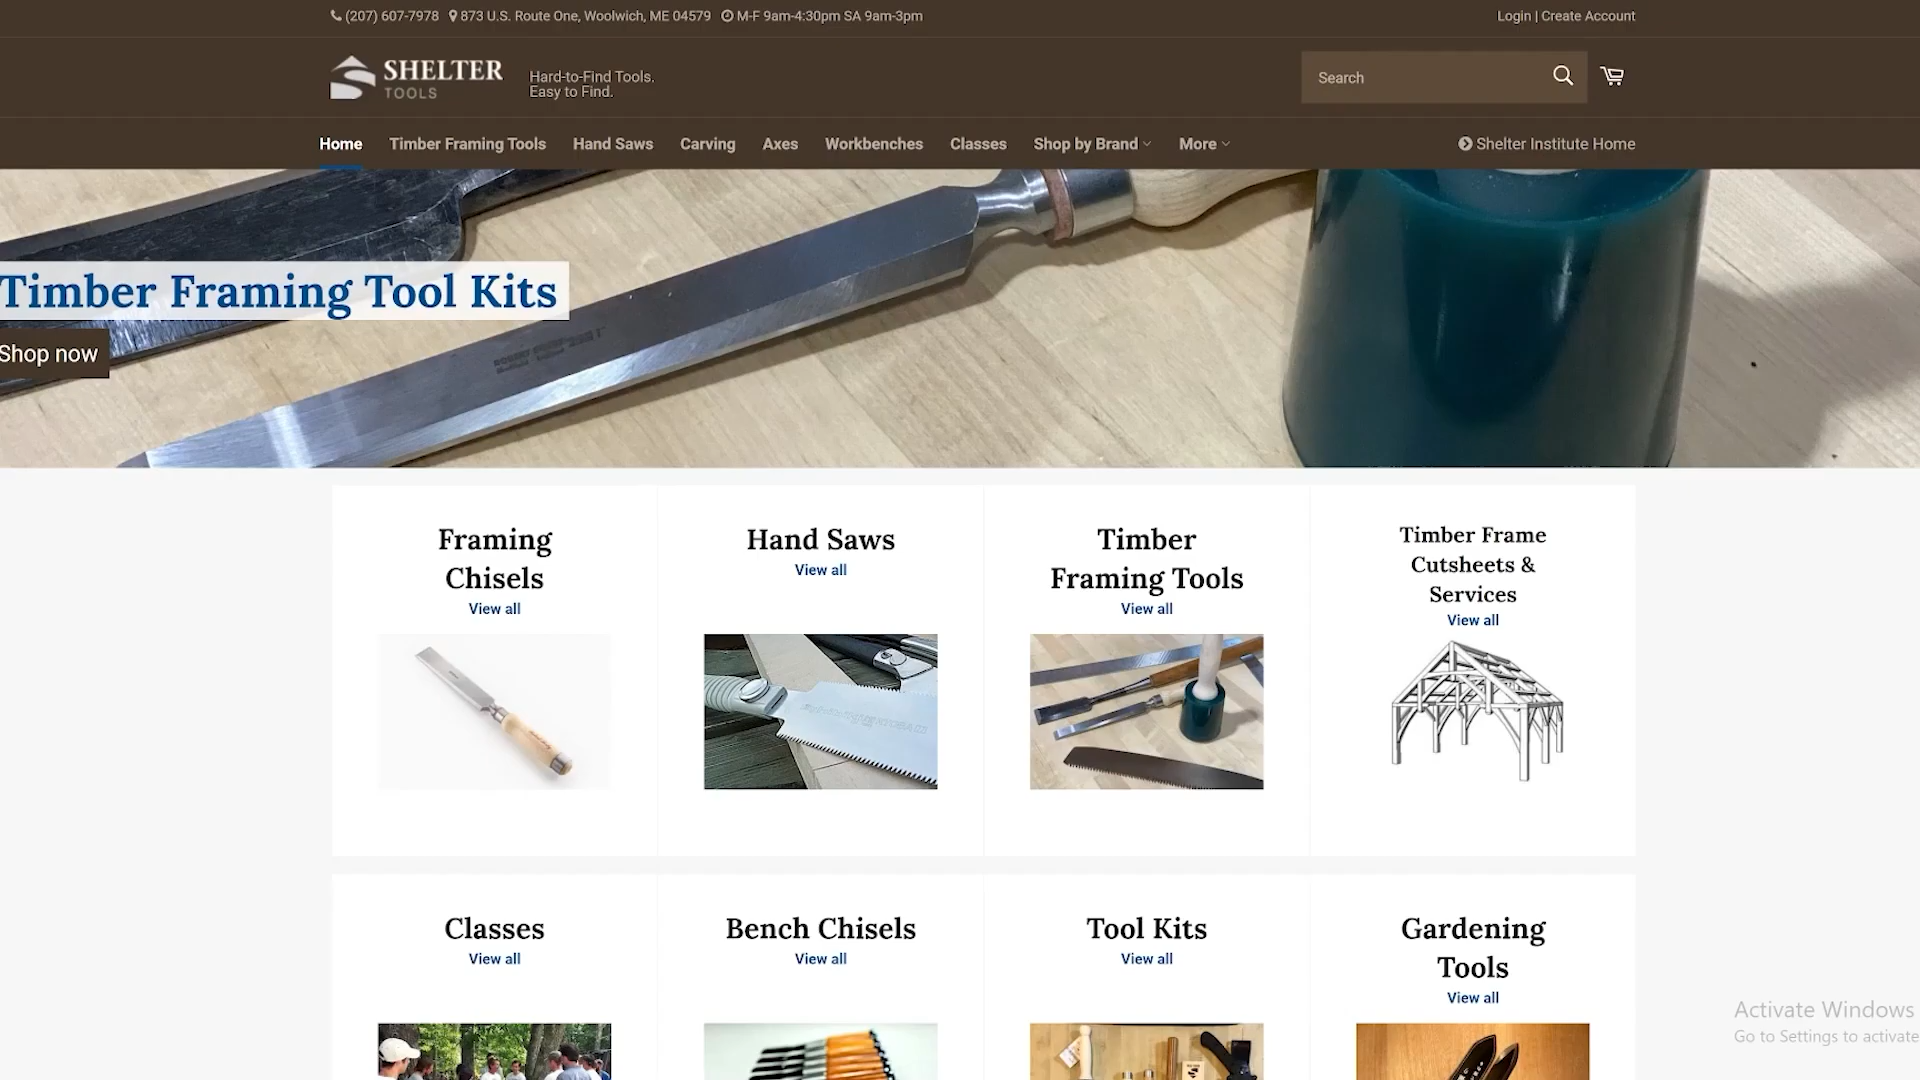 (207) 607-7978 873 U.S. Route One, Woolwich, ME 04579 M-F 9am-4:30pm SA 9am-3pm
Login | Create Account
SHELTER
TOOLS
Hard-to-Find Tools.
Easy to Find.
Search
Home Timber Framing Tools Hand Saws Carving Axes Workbenches Classes Shop by Brand More Shelter Institute Home
Timber Framing Tool Kits
Shop now
Framing
Chisels
View all
Hand Saws
View all
Timber
Framing Tools
View all
Timber Frame
Cutsheets &
Services
View all
Classes
View all
Bench Chisels
View all
Tool Kits
View all
Gardening
Tools
View all
Activate Windows
Go to Settings to activate